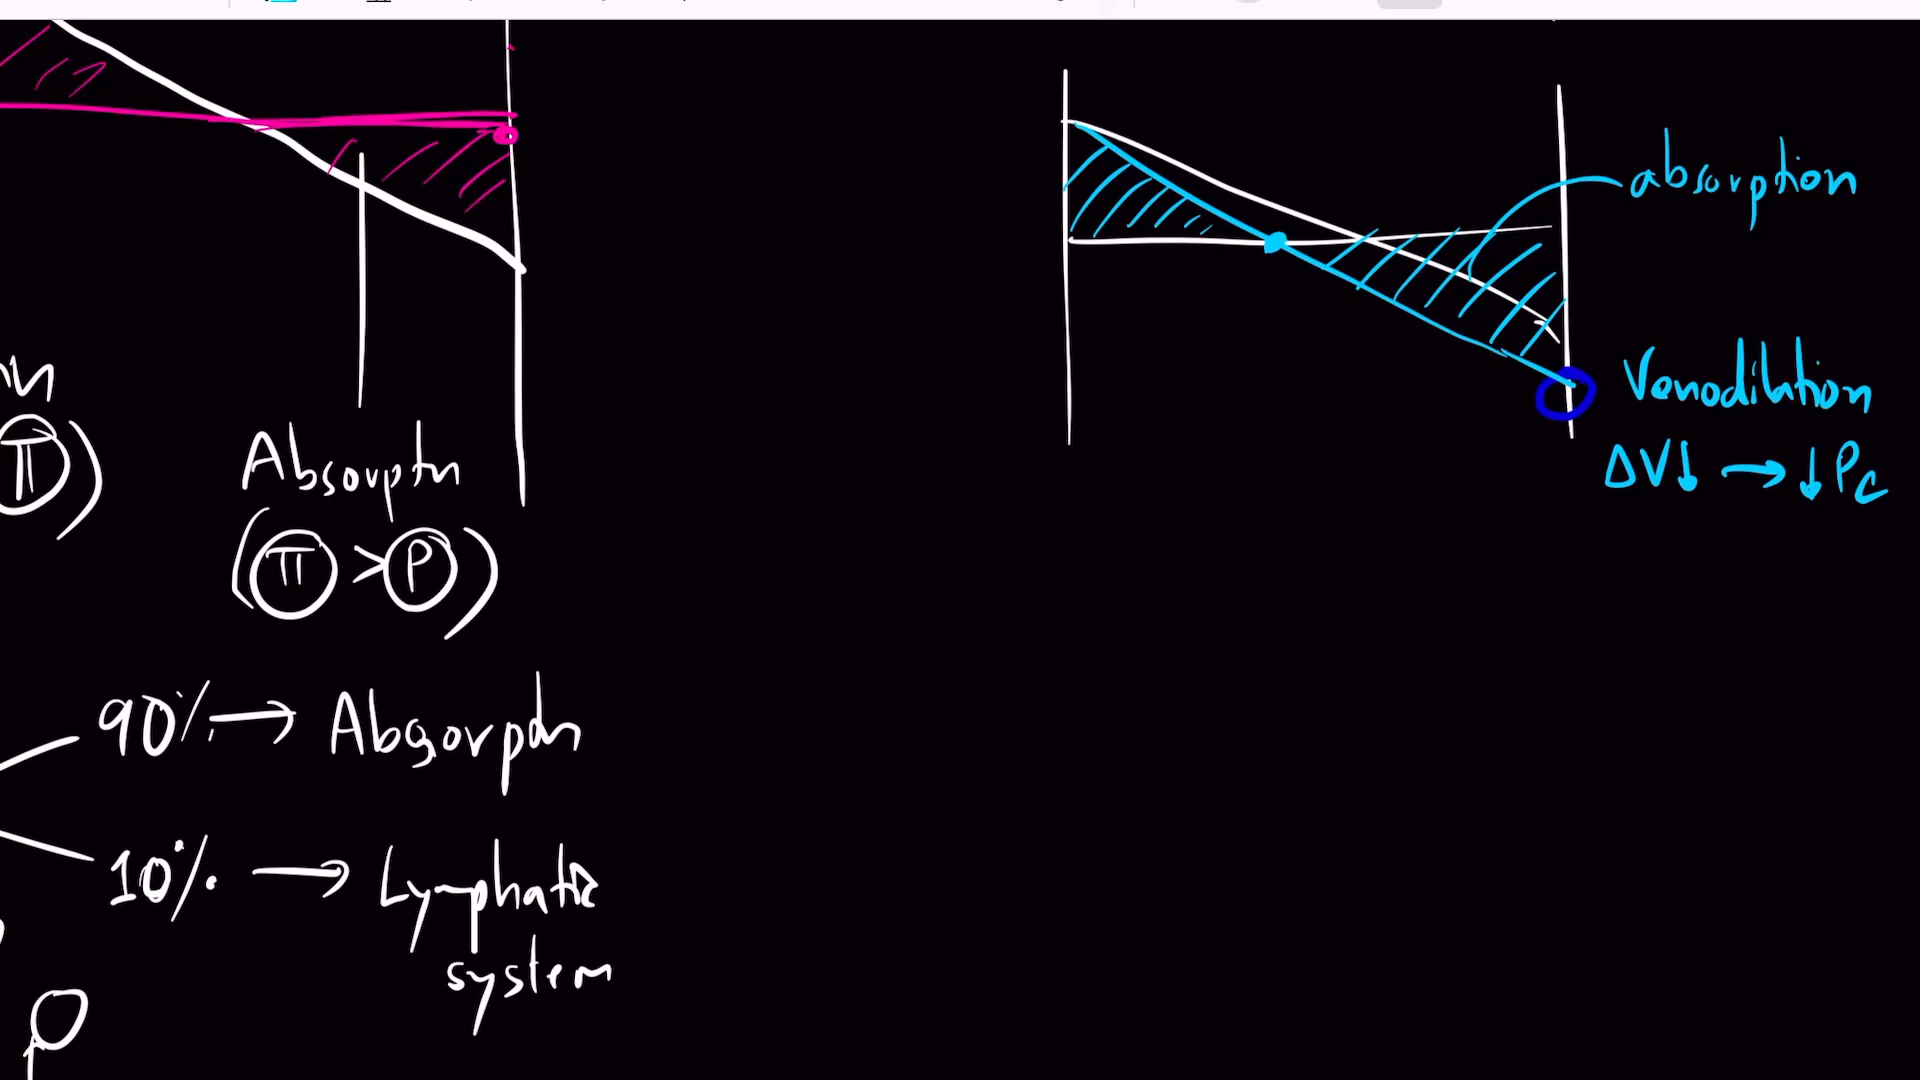 absorption
Venodilation
ΔV↓ → ↓ Pc
π
Absorptn
(π > P)
90% → Absorptn
10% → Lymphatic
system